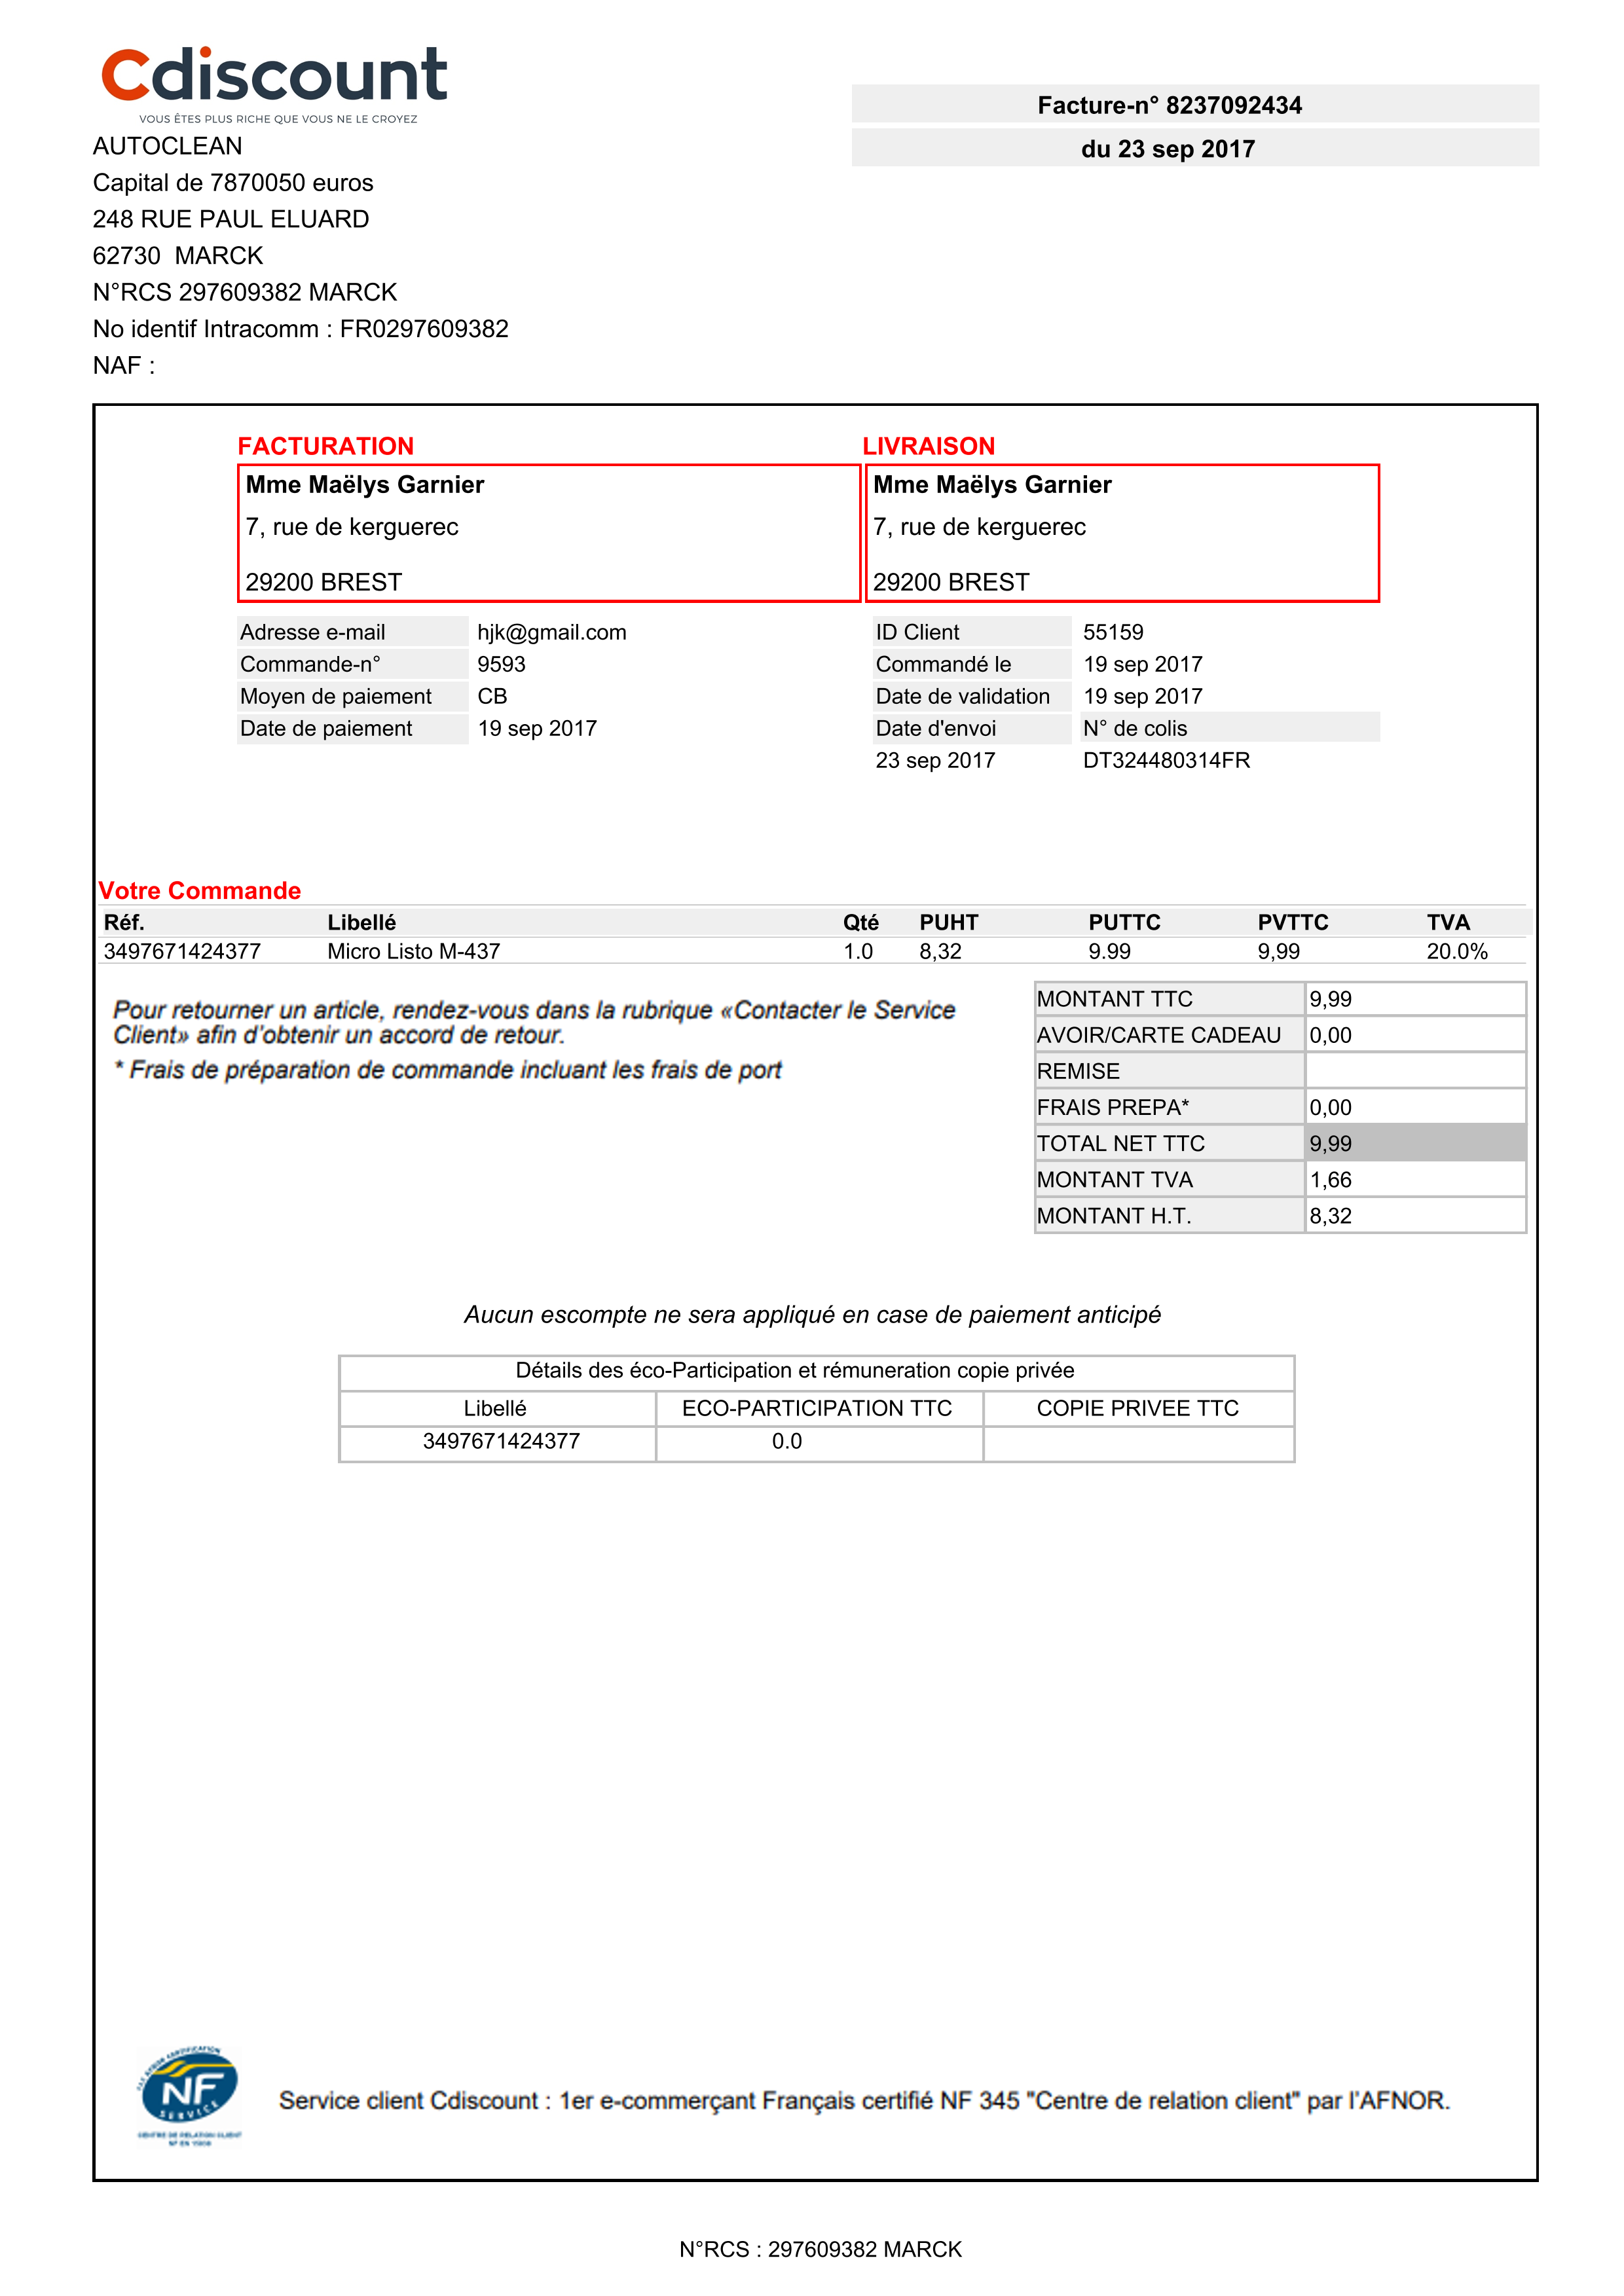 Cdiscount
VOUS ÊTES PLUS RICHE QUE VOUS NE LE CROYEZ
AUTOCLEAN
Capital de 7870050 euros
248 RUE PAUL ELUARD
62730  MARCK
N°RCS 297609382 MARCK
No identif Intracomm : FR0297609382
NAF :
Facture-n° 8237092434
du 23 sep 2017
FACTURATION
Mme Maëlys Garnier
7, rue de kerguerec
29200 BREST
LIVRAISON
Mme Maëlys Garnier
7, rue de kerguerec
29200 BREST
Adresse e-mail hjk@gmail.com
Commande-n° 9593
Moyen de paiement CB
Date de paiement 19 sep 2017
ID Client 55159
Commandé le 19 sep 2017
Date de validation 19 sep 2017
Date d'envoi N° de colis
23 sep 2017 DT324480314FR
Votre Commande
Réf. Libellé Qté PUHT PUTTC PVTTC TVA
3497671424377 Micro Listo M-437 1.0 8,32 9.99 9,99 20.0%
Pour retourner un article, rendez-vous dans la rubrique «Contacter le Service
Client» afin d'obtenir un accord de retour.
* Frais de préparation de commande incluant les frais de port
MONTANT TTC 9,99
AVOIR/CARTE CADEAU 0,00
REMISE
FRAIS PREPA* 0,00
TOTAL NET TTC 9,99
MONTANT TVA 1,66
MONTANT H.T. 8,32
Aucun escompte ne sera appliqué en case de paiement anticipé
Détails des éco-Participation et rémuneration copie privée
Libellé ECO-PARTICIPATION TTC COPIE PRIVEE TTC
3497671424377 0.0
NF
SERVICE
CENTRE DE RELATION CLIENT
Service client Cdiscount : 1er e-commerçant Français certifié NF 345 "Centre de relation client" par l'AFNOR.
N°RCS : 297609382 MARCK